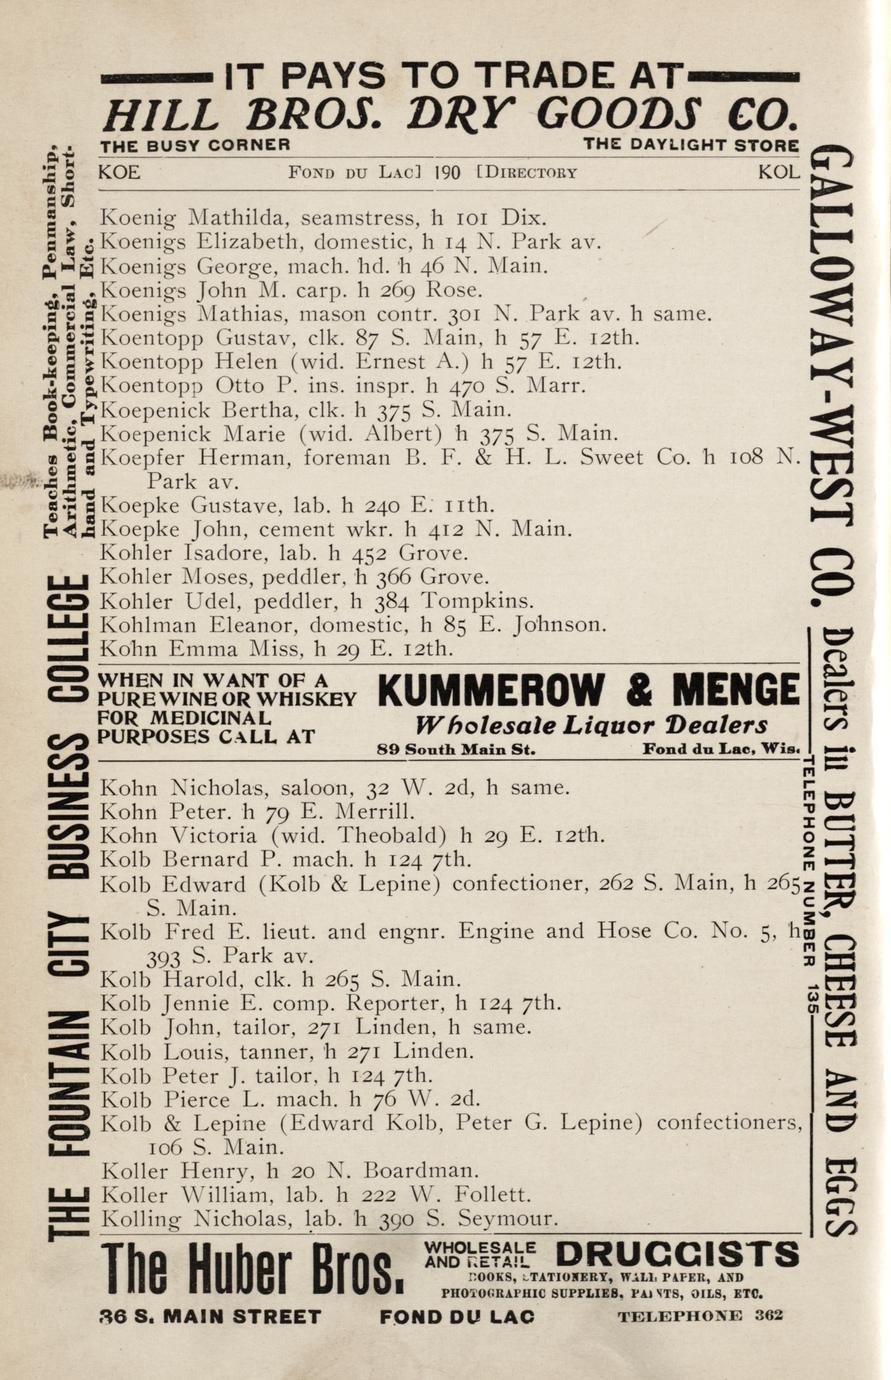 IT PAYS TO TRADE AT
HILL BROS. DRY GOODS CO.
THE BUSY CORNER THE DAYLIGHT STORE
KOE FOND DU LAC] 190 [DIRECTORY KOL
Koenig Mathilda, seamstress, h 101 Dix.
Koenigs Elizabeth, domestic, h 14 N. Park av.
Koenigs George, mach. hd. h 46 N. Main.
Koenigs John M. carp. h 269 Rose.
Koenigs Mathias, mason contr. 301 N. Park av. h same.
Koentopp Gustav, clk. 87 S. Main, h 57 E. 12th.
Koentopp Helen (wid. Ernest A.) h 57 E. 12th.
Koentopp Otto P. ins. inspr. h 470 S. Marr.
Koepenick Bertha, clk. h 375 S. Main.
Koepenick Marie (wid. Albert) h 375 S. Main.
Koepfer Herman, foreman B. F. & H. L. Sweet Co. h 108 N.
Park av.
Koepke Gustave, lab. h 240 E. 11th.
Koepke John, cement wkr. h 412 N. Main.
Kohler Isadore, lab. h 452 Grove.
Kohler Moses, peddler, h 366 Grove.
Kohler Udel, peddler, h 384 Tompkins.
Kohlman Eleanor, domestic, h 85 E. Johnson.
Kohn Emma Miss, h 29 E. 12th.
WHEN IN WANT OF A
PURE WINE OR WHISKEY
FOR MEDICINAL
PURPOSES CALL AT
KUMMEROW & MENGE
Wholesale Liquor Dealers
89 South Main St. Fond du Lac, Wis.
Kohn Nicholas, saloon, 32 W. 2d, h same.
Kohn Peter. h 79 E. Merrill.
Kohn Victoria (wid. Theobald) h 29 E. 12th.
Kolb Bernard P. mach. h 124 7th.
Kolb Edward (Kolb & Lepine) confectioner, 262 S. Main, h 265
S. Main.
Kolb Fred E. lieut. and engnr. Engine and Hose Co. No. 5, h
393 S. Park av.
Kolb Harold, clk. h 265 S. Main.
Kolb Jennie E. comp. Reporter, h 124 7th.
Kolb John, tailor, 271 Linden, h same.
Kolb Louis, tanner, h 271 Linden.
Kolb Peter J. tailor, h 124 7th.
Kolb Pierce L. mach. h 76 W. 2d.
Kolb & Lepine (Edward Kolb, Peter G. Lepine) confectioners,
106 S. Main.
Koller Henry, h 20 N. Boardman.
Koller William, lab. h 222 W. Follett.
Kolling Nicholas, lab. h 390 S. Seymour.
The Huber Bros.
WHOLESALE
AND RETAIL
DRUGGISTS
BOOKS, STATIONERY, WALL PAPER, AND
PHOTOGRAPHIC SUPPLIES, PAINTS, OILS, ETC.
36 S. MAIN STREET FOND DU LAC TELEPHONE 362
THE FOUNTAIN CITY BUSINESS COLLEGE
Teaches Book-keeping, Penmanship,
Arithmetic, Commercial Law, Short-
hand and Typewriting, Etc.
GALLOWAY-WEST CO.
Dealers in BUTTER, CHEESE AND EGGS
TELEPHONE NUMBER 135